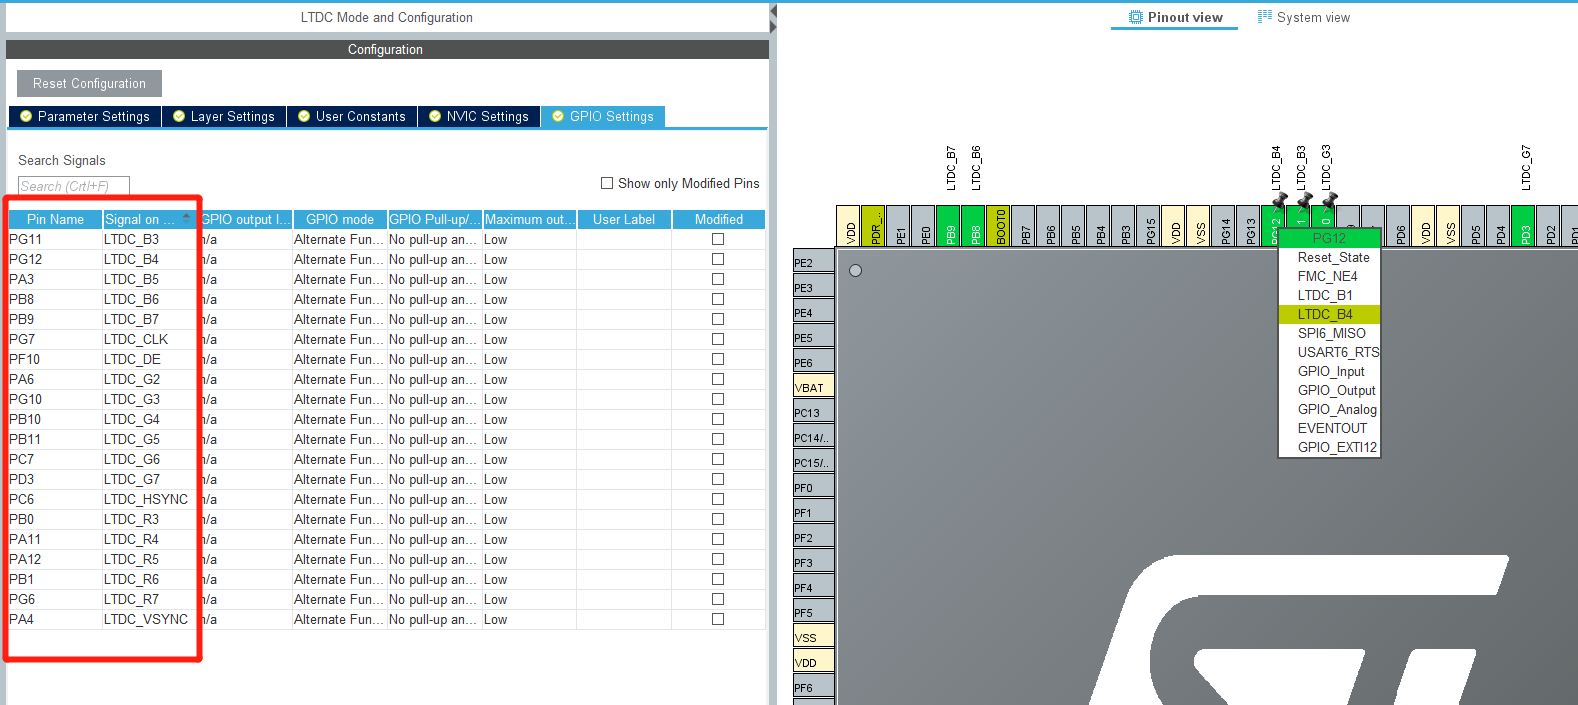 LTDC Mode and Configuration
Configuration
Reset Configuration
Parameter Settings
Layer Settings
User Constants
NVIC Settings
GPIO Settings
Search Signals
Search (CrtI+F)
Show only Modified Pins
Pin Name Signal on ... GPIO output l... GPIO mode GPIO Pull-up/... Maximum out... User Label Modified
PG11 LTDC_B3 n/a Alternate Fun... No pull-up an... Low
PG12 LTDC_B4 n/a Alternate Fun... No pull-up an... Low
PA3 LTDC_B5 n/a Alternate Fun... No pull-up an... Low
PB8 LTDC_B6 n/a Alternate Fun... No pull-up an... Low
PB9 LTDC_B7 n/a Alternate Fun... No pull-up an... Low
PG7 LTDC_CLK n/a Alternate Fun... No pull-up an... Low
PF10 LTDC_DE n/a Alternate Fun... No pull-up an... Low
PA6 LTDC_G2 n/a Alternate Fun... No pull-up an... Low
PG10 LTDC_G3 n/a Alternate Fun... No pull-up an... Low
PB10 LTDC_G4 n/a Alternate Fun... No pull-up an... Low
PB11 LTDC_G5 n/a Alternate Fun... No pull-up an... Low
PC7 LTDC_G6 n/a Alternate Fun... No pull-up an... Low
PD3 LTDC_G7 n/a Alternate Fun... No pull-up an... Low
PC6 LTDC_HSYNC n/a Alternate Fun... No pull-up an... Low
PB0 LTDC_R3 n/a Alternate Fun... No pull-up an... Low
PA11 LTDC_R4 n/a Alternate Fun... No pull-up an... Low
PA12 LTDC_R5 n/a Alternate Fun... No pull-up an... Low
PB1 LTDC_R6 n/a Alternate Fun... No pull-up an... Low
PG6 LTDC_R7 n/a Alternate Fun... No pull-up an... Low
PA4 LTDC_VSYNC n/a Alternate Fun... No pull-up an... Low
Pinout view
System view
LTDC_B7
LTDC_B6
LTDC_B4
LTDC_B3
LTDC_G3
LTDC_G7
VDD
PDR_..
PE1
PE0
PB9
PB8
BOOT0
PB7
PB6
PB5
PB4
PB3
PG15
VDD
VSS
PG14
PG13
PG12
PD6
VDD
VSS
PD5
PD4
PD3
PD2
PD1
PG12
Reset_State
FMC_NE4
LTDC_B1
LTDC_B4
SPI6_MISO
USART6_RTS
GPIO_Input
GPIO_Output
GPIO_Analog
EVENTOUT
GPIO_EXTI12
PE2
PE3
PE4
PE5
PE6
VBAT
PC13
PC14/..
PC15/..
PF0
PF1
PF2
PF3
PF4
PF5
VSS
VDD
PF6